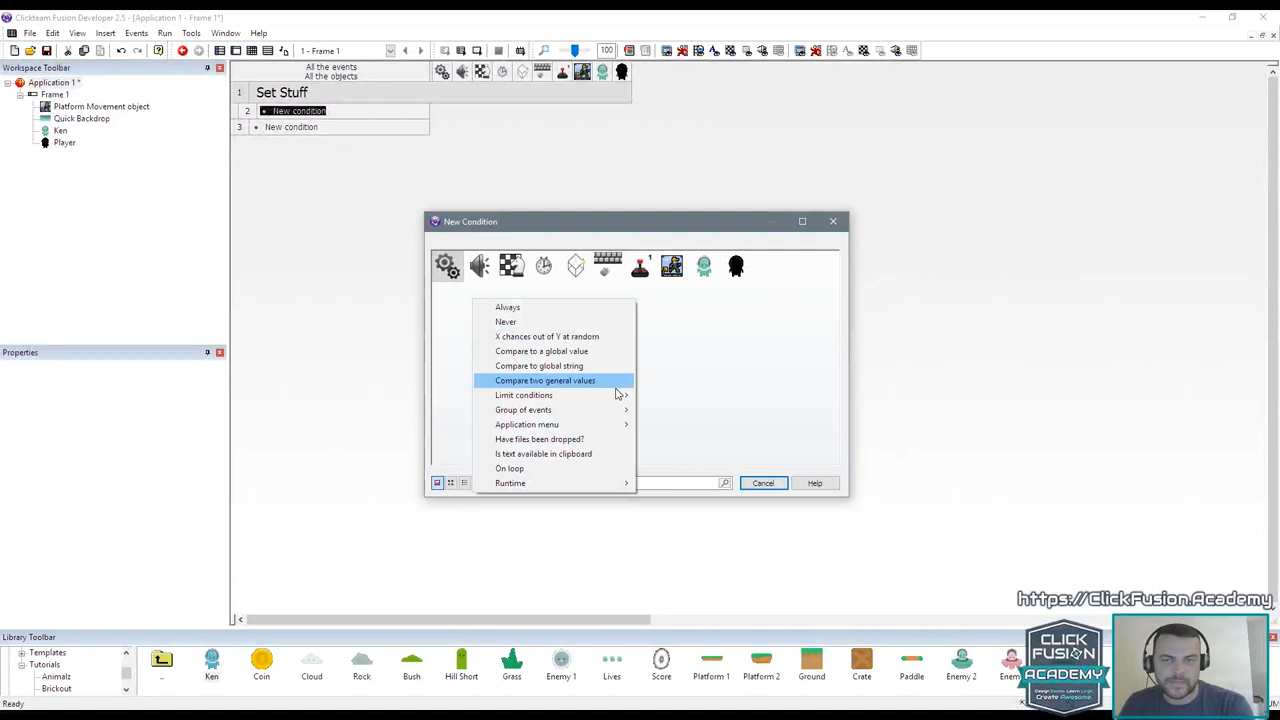 Clickteam Fusion Developer 2.5 - [Application 1 - Frame 1*]
File Edit View Insert Events Run Tools Window Help
1 - Frame 1
100
Workspace Toolbar
Application 1 *
Frame 1
Platform Movement object
Quick Backdrop
Ken
Player
Properties
All the events
All the objects
1 Set Stuff
2 • New condition
3 • New condition
New Condition
1
Always
Never
X chances out of Y at random
Compare to a global value
Compare to global string
Compare two general values
Limit conditions
Group of events
Application menu
Have files been dropped?
Is text available in clipboard
On loop
Runtime
Cancel
Help
https://ClickFusion.Academy
Library Toolbar
Templates
Tutorials
Animalz
Brickout
..
Ken
Coin
Cloud
Rock
Bush
Hill Short
Grass
Enemy 1
Lives
Score
Platform 1
Platform 2
Ground
Crate
Paddle
Enemy 2
CLICK
FUSION
ACADEMY
Ready